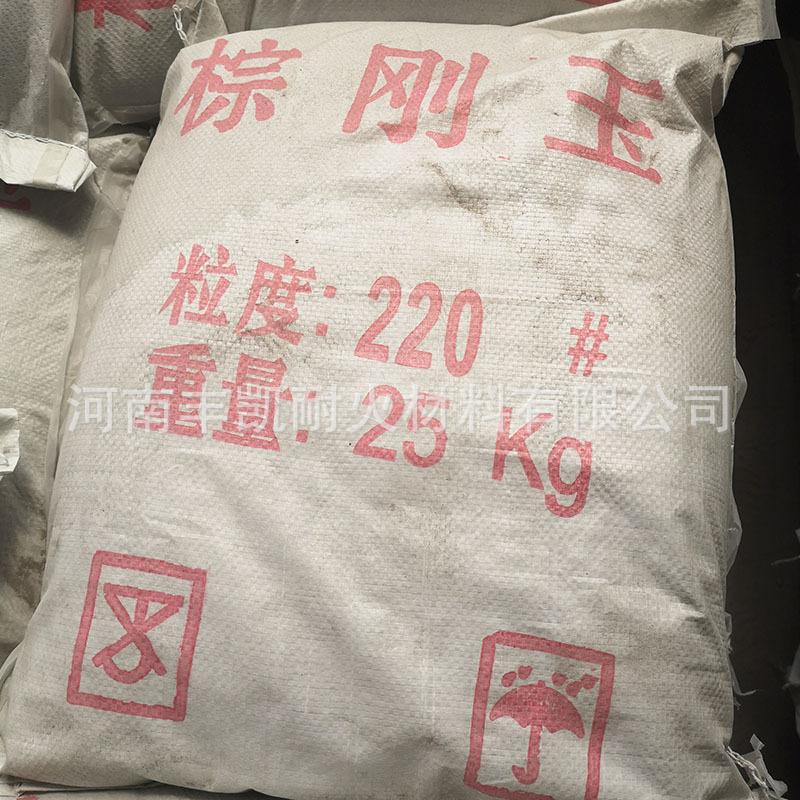 棕刚玉
粒度: 220 #
重量: 25 Kg
河南丰凯耐火材料有限公司